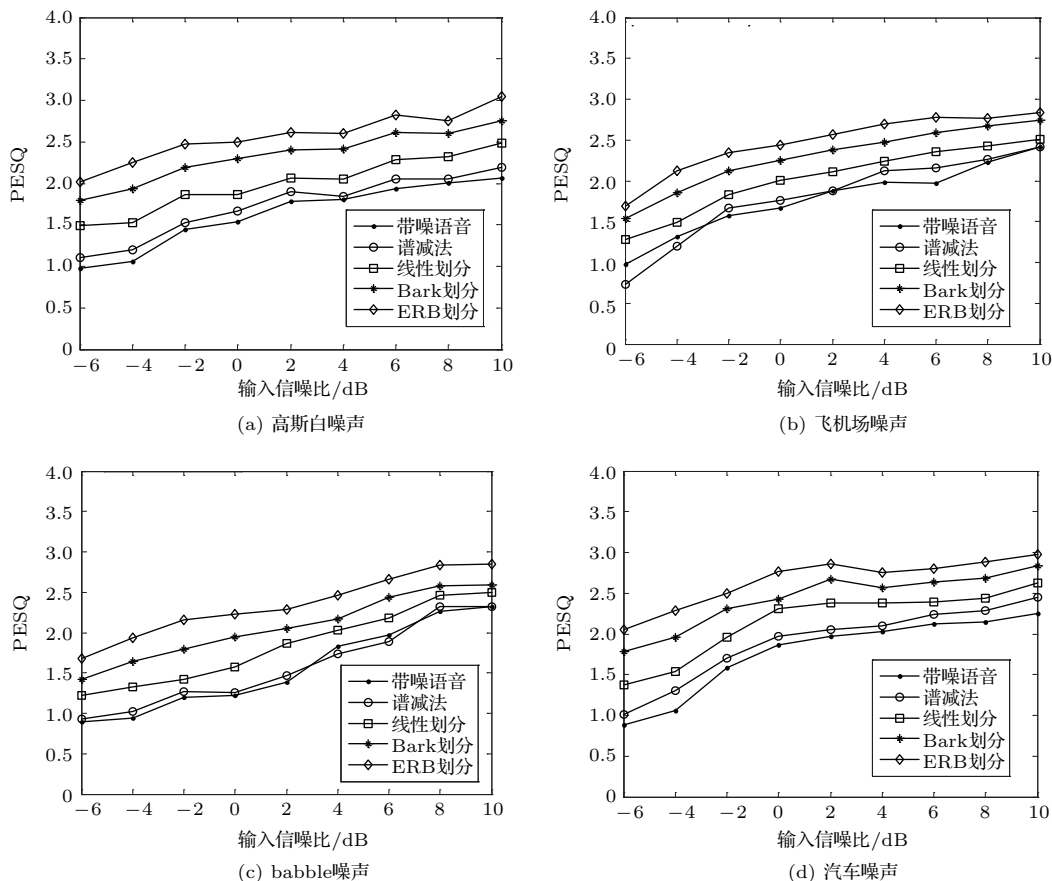 4.0
3.5
3.0
2.5
2.0
1.5
1.0
0.5
0
PESQ
带噪语音
谱减法
线性划分
Bark划分
ERB划分
−6 −4 −2 0 2 4 6 8 10
输入信噪比/dB
(a) 高斯白噪声
4.0
3.5
3.0
2.5
2.0
1.5
1.0
0.5
0
PESQ
带噪语音
谱减法
线性划分
Bark划分
ERB划分
−6 −4 −2 0 2 4 6 8 10
输入信噪比/dB
(b) 飞机场噪声
4.0
3.5
3.0
2.5
2.0
1.5
1.0
0.5
0
PESQ
带噪语音
谱减法
线性划分
Bark划分
ERB划分
−6 −4 −2 0 2 4 6 8 10
输入信噪比/dB
(c) babble噪声
4.0
3.5
3.0
2.5
2.0
1.5
1.0
0.5
0
PESQ
带噪语音
谱减法
线性划分
Bark划分
ERB划分
−6 −4 −2 0 2 4 6 8 10
输入信噪比/dB
(d) 汽车噪声